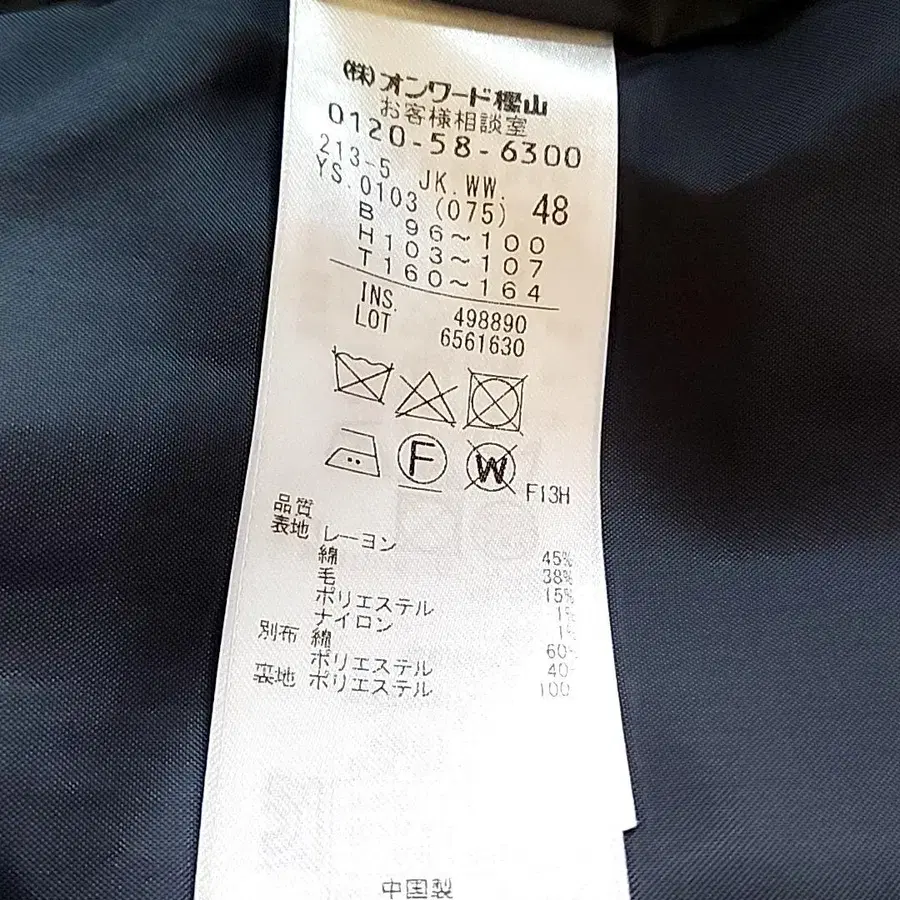 (株)オンワード樫山
お客様相談室
0120-58-6300
213-5 JK.WW. 48
YS.0103 (075)
B 96~100
H 103~107
T 160~164
INS. 498890
LOT 6561630
F
W
F13H
品質
表地 レーヨン 45%
綿 38%
毛 15%
ポリエステル 1%
ナイロン 1%
別布 綿 60
ポリエステル 40
裏地 ポリエステル 100
中国製